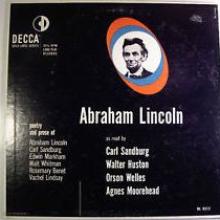 DECCA
Abraham Lincoln
poetry
and prose of
Abraham Lincoln
Carl Sandburg
Edwin Markham
Walt Whitman
Rosemary Benet
Vachel Lindsay
as read by
Carl Sandburg
Walter Huston
Orson Welles
Agnes Moorehead